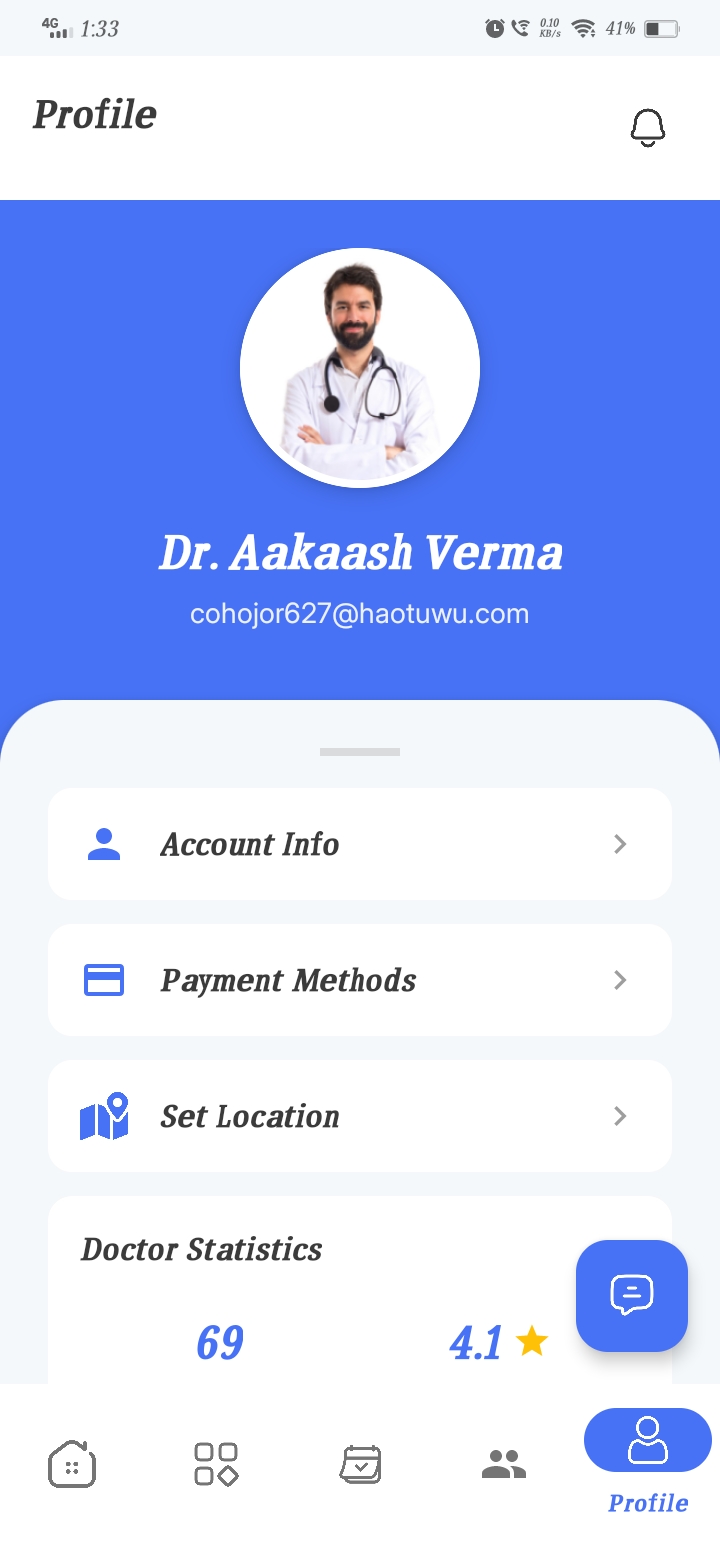 4G 1:33 0.10 KB/s 41%
Profile
Dr. Aakaash Verma
cohojor627@haotuwu.com
Account Info
Payment Methods
Set Location
Doctor Statistics
69 4.1
Profile